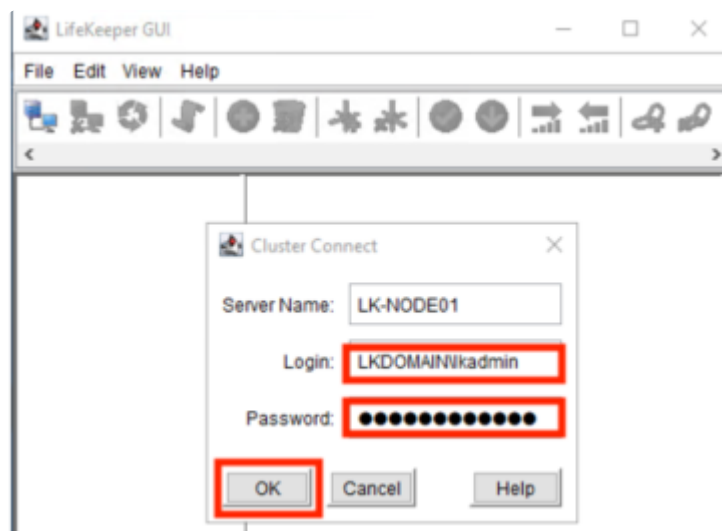 LifeKeeper GUI
File Edit View Help
Cluster Connect
Server Name: LK-NODE01
Login: LKDOMAIN\lkadmin
Password: ●●●●●●●●●●●●
OK Cancel Help